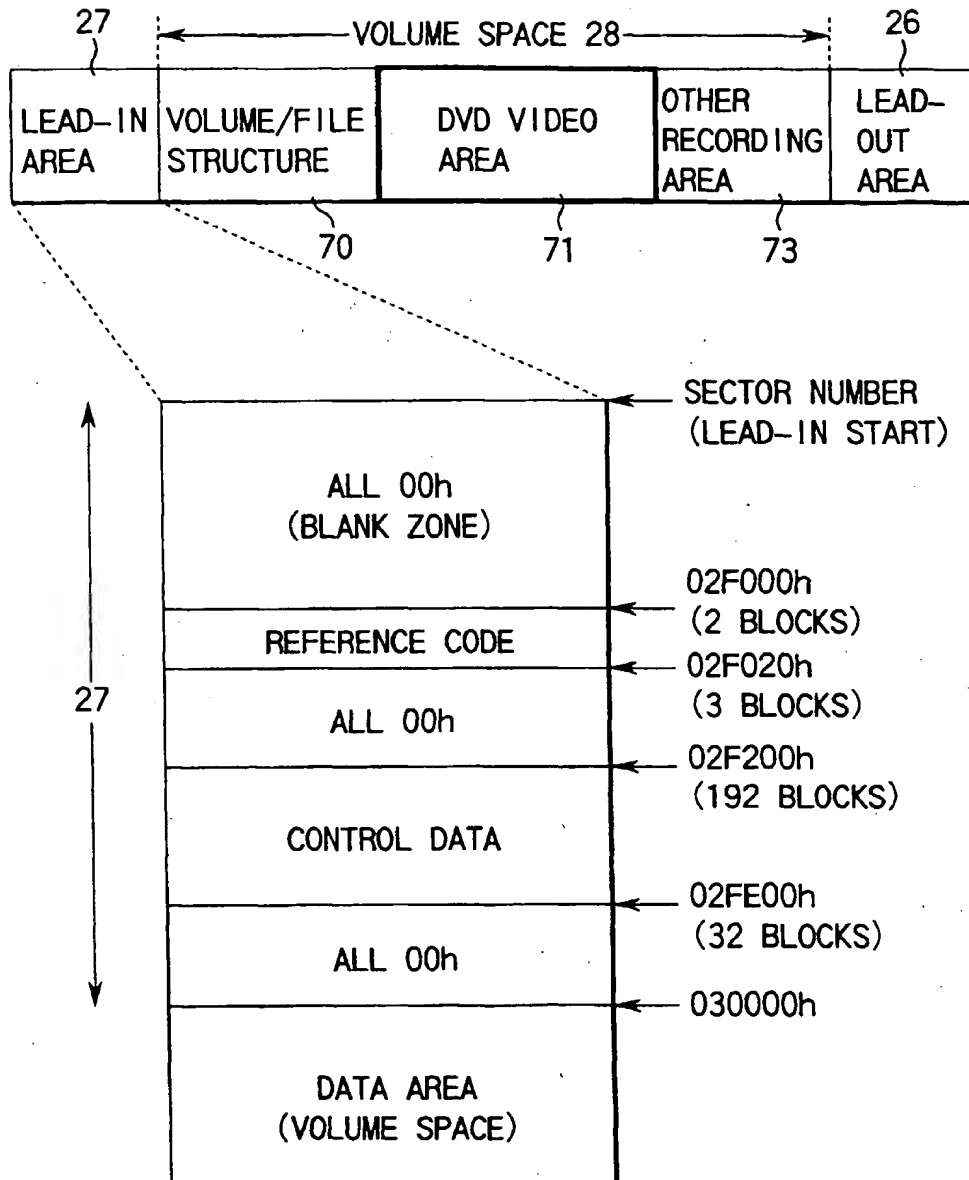 27
VOLUME SPACE 28
26
LEAD-IN
AREA
VOLUME/FILE
STRUCTURE
DVD VIDEO
AREA
OTHER
RECORDING
AREA
LEAD-
OUT
AREA
70
71
73
SECTOR NUMBER
(LEAD-IN START)
ALL 00h
(BLANK ZONE)
02F000h
(2 BLOCKS)
REFERENCE CODE
02F020h
(3 BLOCKS)
27
ALL 00h
02F200h
(192 BLOCKS)
CONTROL DATA
02FE00h
(32 BLOCKS)
ALL 00h
030000h
DATA AREA
(VOLUME SPACE)